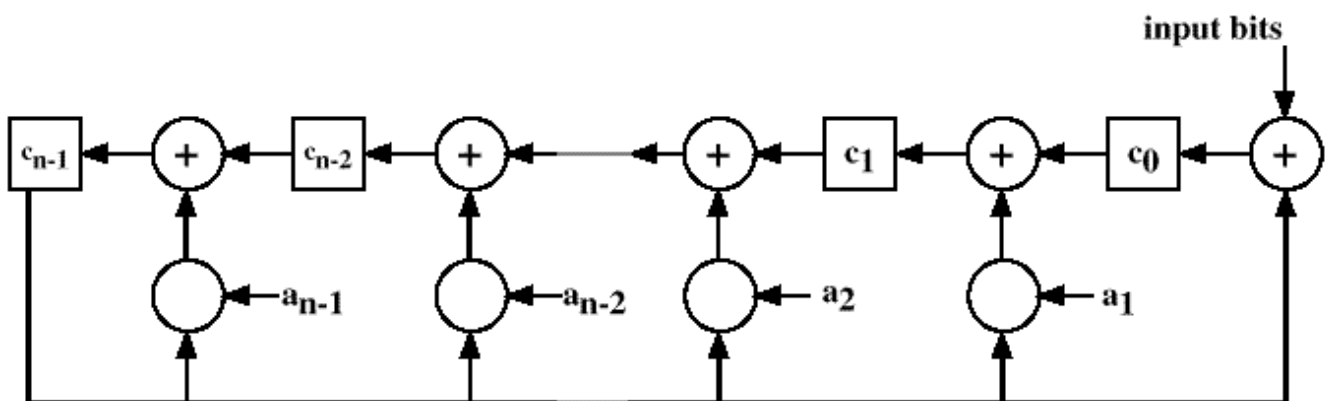 input bits
c_{n-1} + c_{n-2} + + c_1 + c_0 +
a_{n-1} a_{n-2} a_2 a_1